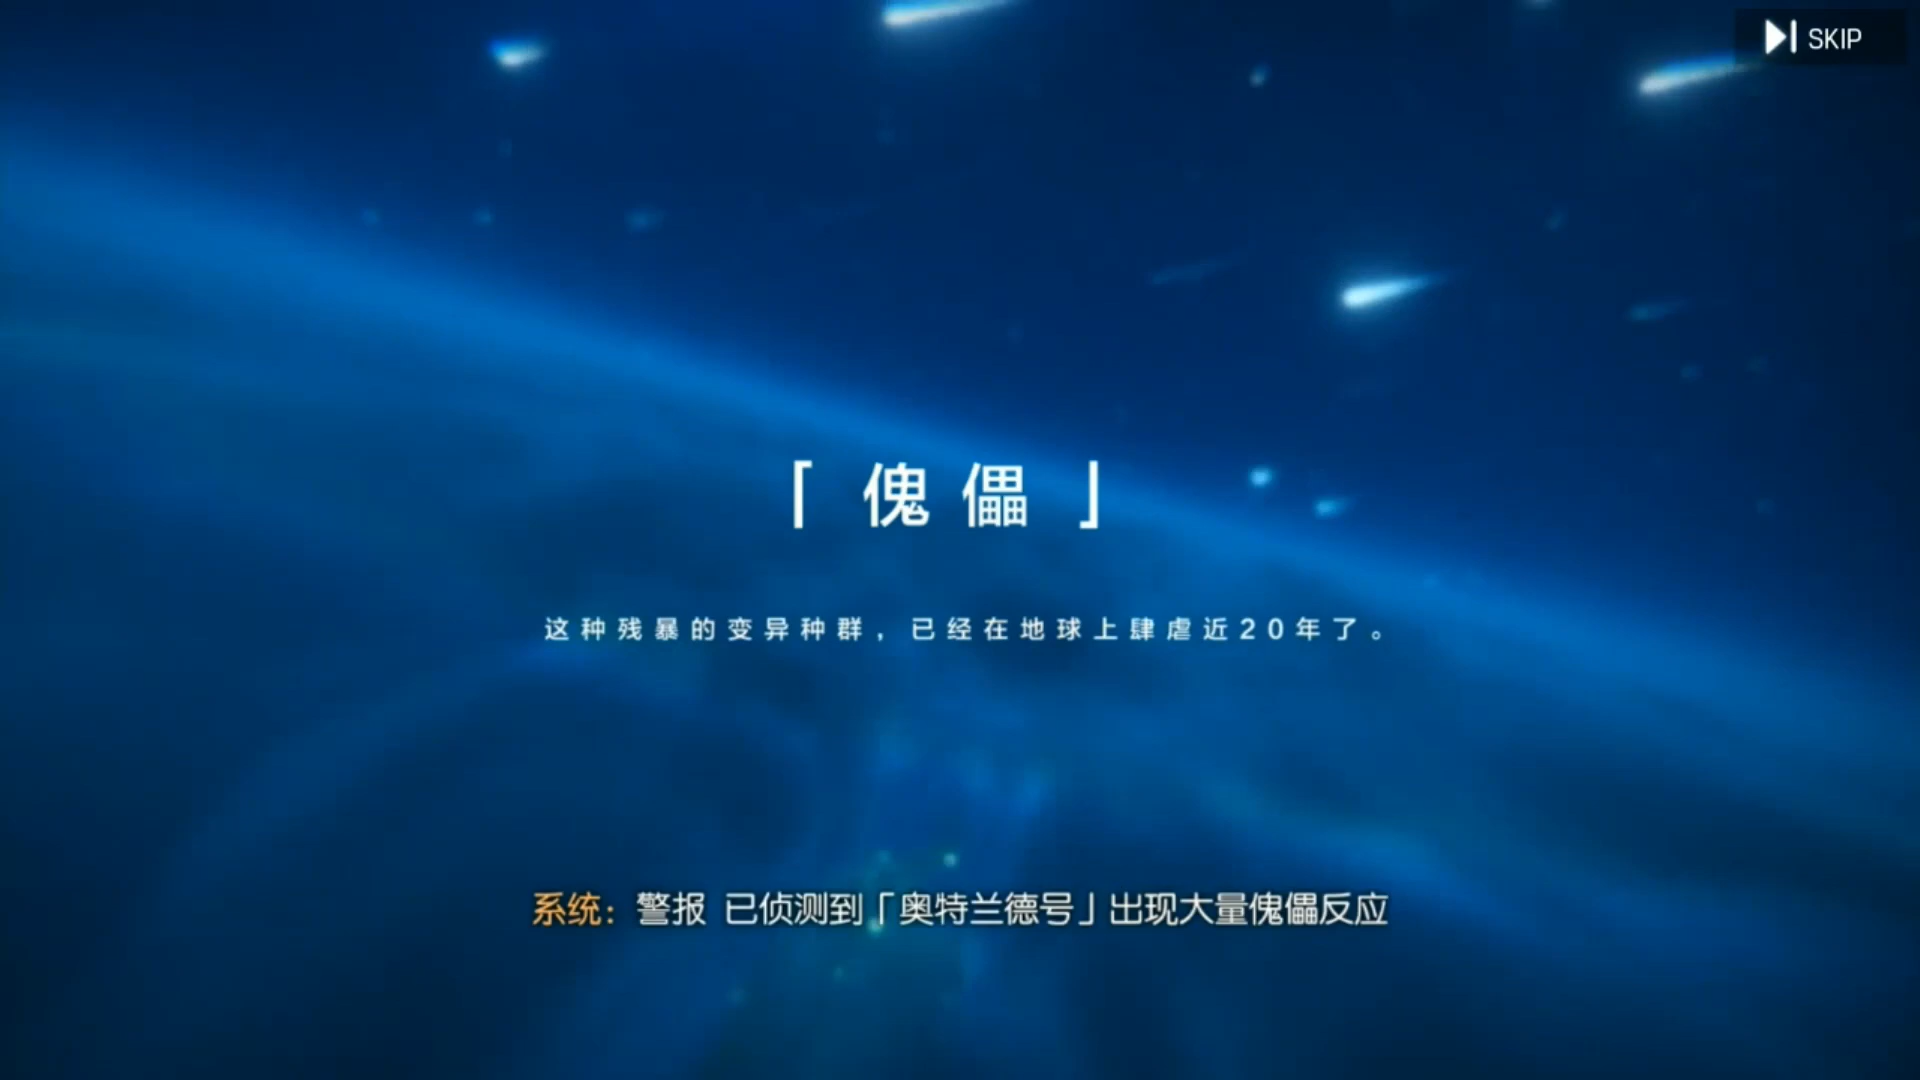 SKIP
「傀儡」
这种残暴的变异种群，已经在地球上肆虐近20年了。
系统：警报 已侦测到「奥特兰德号」出现大量傀儡反应